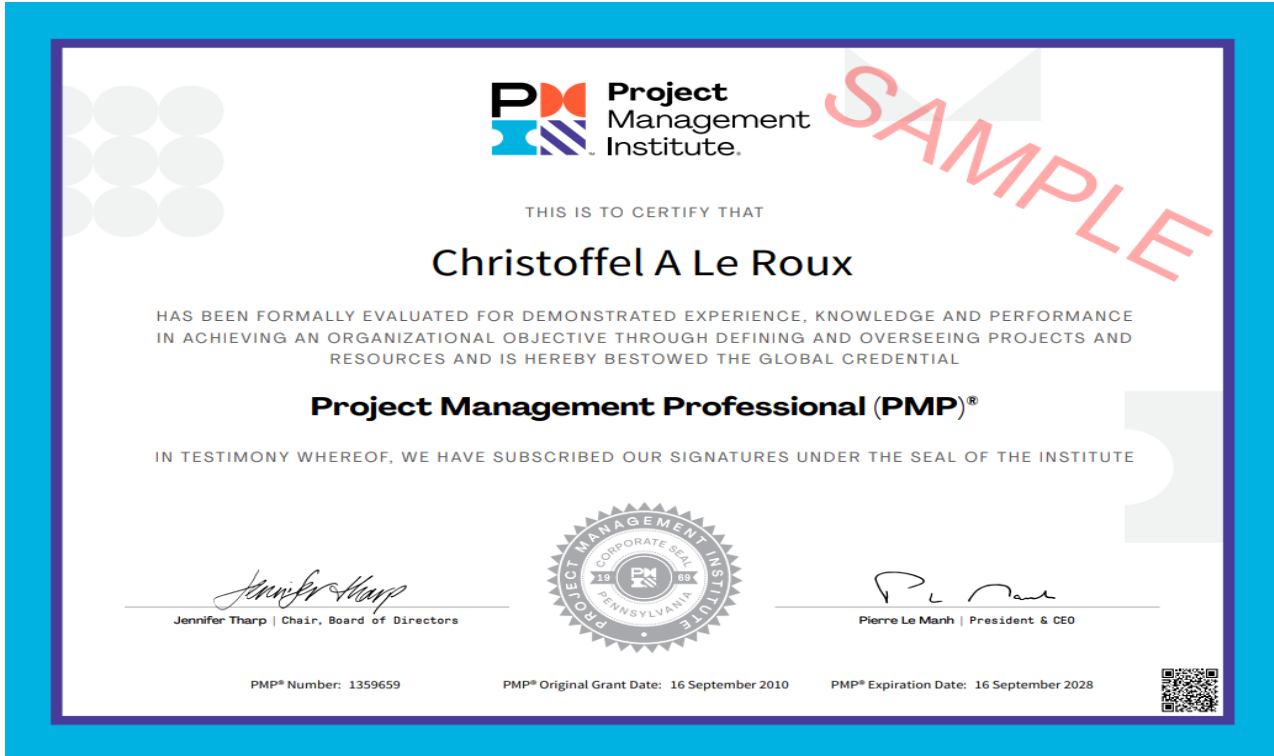 SAMPLE
Project
Management
Institute.
THIS IS TO CERTIFY THAT
Christoffel A Le Roux
HAS BEEN FORMALLY EVALUATED FOR DEMONSTRATED EXPERIENCE, KNOWLEDGE AND PERFORMANCE
IN ACHIEVING AN ORGANIZATIONAL OBJECTIVE THROUGH DEFINING AND OVERSEEING PROJECTS AND
RESOURCES AND IS HEREBY BESTOWED THE GLOBAL CREDENTIAL
Project Management Professional (PMP)®
IN TESTIMONY WHEREOF, WE HAVE SUBSCRIBED OUR SIGNATURES UNDER THE SEAL OF THE INSTITUTE
PROJECT MANAGEMENT INSTITUTE
CORPORATE SEAL
19 69
PENNSYLVANIA
Jennifer Tharp
Jennifer Tharp | Chair, Board of Directors
Pierre Le Manh | President & CEO
PMP® Number: 1359659
PMP® Original Grant Date: 16 September 2010
PMP® Expiration Date: 16 September 2028